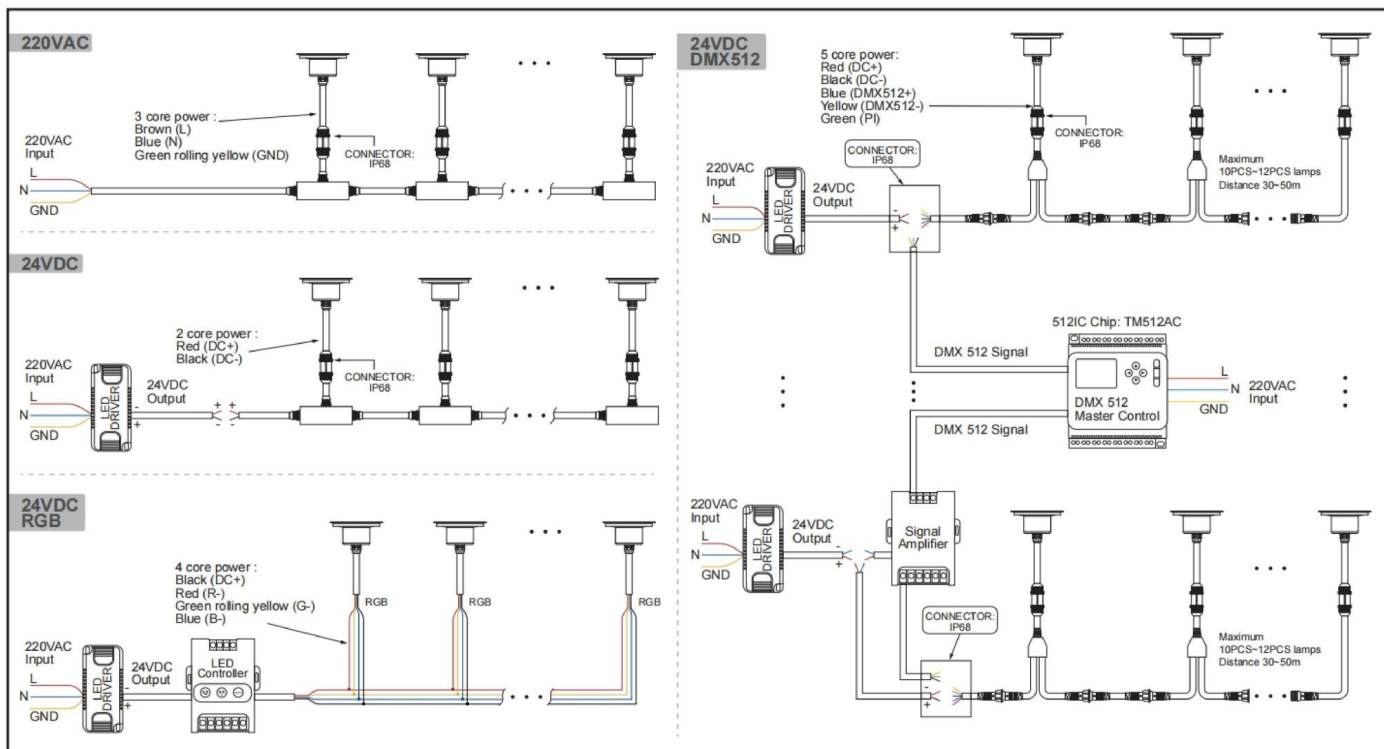 220VAC
3 core power :
Brown (L)
Blue (N)
Green rolling yellow (GND)
CONNECTOR:
IP68
220VAC
Input
L
N
GND
24VDC
2 core power :
Red (DC+)
Black (DC-)
CONNECTOR:
IP68
220VAC
Input
L
N
GND
LED
DRIVER
24VDC
Output
-
+
+ +
- -
24VDC
RGB
4 core power :
Black (DC+)
Red (R-)
Green rolling yellow (G-)
Blue (B-)
RGB
RGB
RGB
220VAC
Input
L
N
GND
LED
DRIVER
24VDC
Output
-
+
LED
Controller
24VDC
DMX512
5 core power:
Red (DC+)
Black (DC-)
Blue (DMX512+)
Yellow (DMX512-)
Green (PI)
CONNECTOR:
IP68
CONNECTOR:
IP68
Maximum
10PCS~12PCS lamps
Distance 30~50m
220VAC
Input
L
N
GND
LED
DRIVER
24VDC
Output
-
+
512IC Chip: TM512AC
DMX 512 Signal
DMX 512
Master Control
L
N
GND
220VAC
Input
DMX 512 Signal
Signal
Amplifier
220VAC
Input
L
N
GND
LED
DRIVER
24VDC
Output
-
+
CONNECTOR:
IP68
-
+
Maximum
10PCS~12PCS lamps
Distance 30~50m